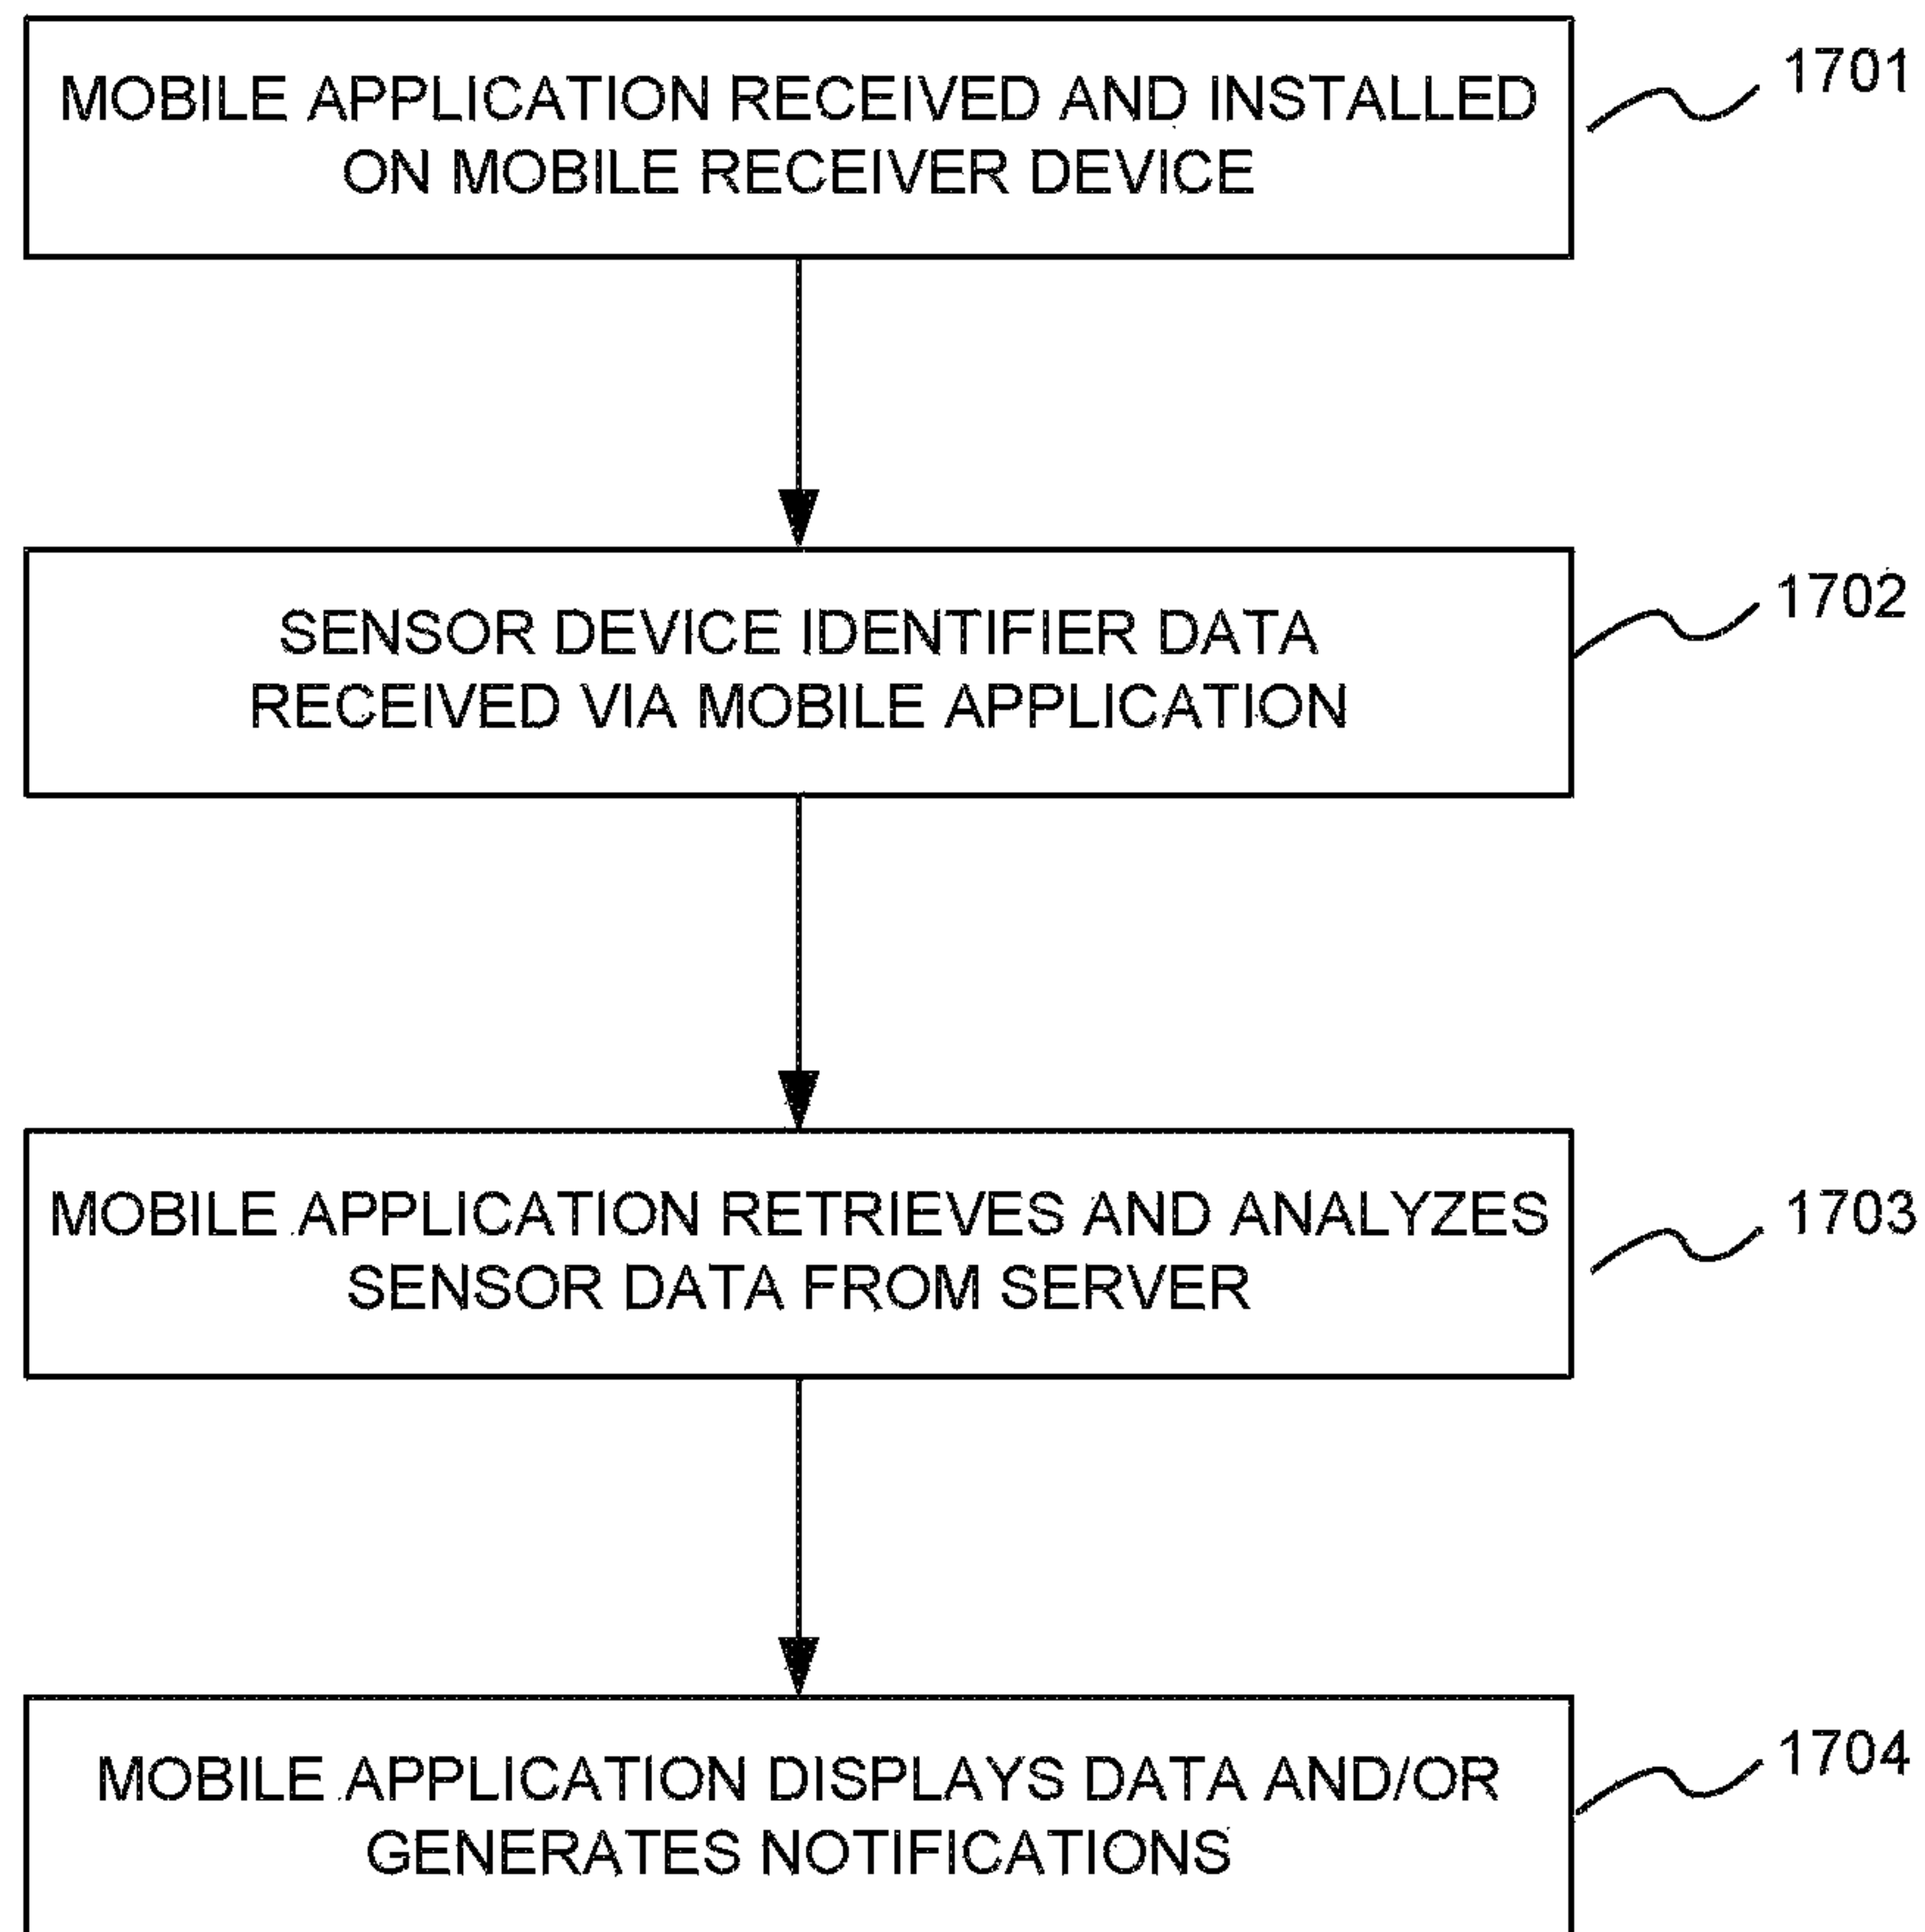 MOBILE APPLICATION RECEIVED AND INSTALLED
ON MOBILE RECEIVER DEVICE
1701
SENSOR DEVICE IDENTIFIER DATA
RECEIVED VIA MOBILE APPLICATION
1702
MOBILE APPLICATION RETRIEVES AND ANALYZES
SENSOR DATA FROM SERVER
1703
MOBILE APPLICATION DISPLAYS DATA AND/OR
GENERATES NOTIFICATIONS
1704